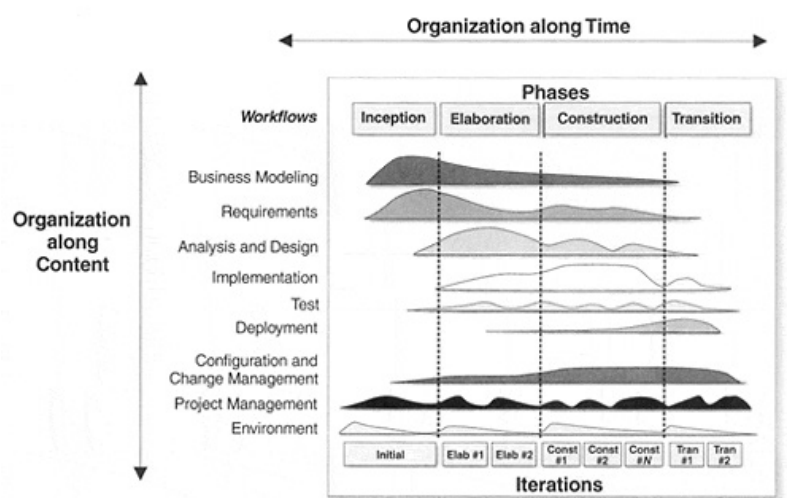 Organization along Time
Phases
Workflows
Inception
Elaboration
Construction
Transition
Business Modeling
Requirements
Organization
along
Content
Analysis and Design
Implementation
Test
Deployment
Configuration and
Change Management
Project Management
Environment
Initial
Elab #1
Elab #2
Const
#1
Const
#2
Const
#N
Tran
#1
Tran
#2
Iterations